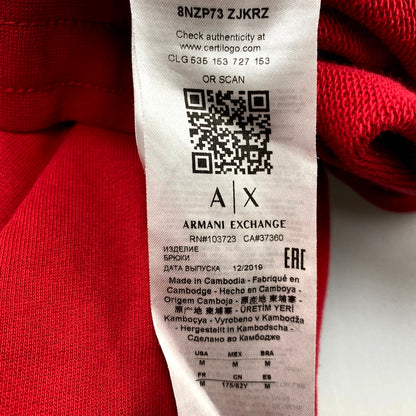 8NZP73 ZJKRZ
Check authenticity at
www.certilogo.com
CLG 535 153 727 153
OR SCAN
A|X
ARMANI EXCHANGE
RN#103723 CA#37360
ИЗДЕЛИЕ
БРЮКИ
ДАТА ВЫПУСКА 12/2019
EAC
Made in Cambodia - Fabriqué en
Cambodge - Hecho en Camboya -
Origem Camboja - 原産地 柬埔寨
- 原产地 柬埔寨 - ÜRETİM YERİ
Kamboçya - Vyrobeno v Kambodža
- Hergestellt in Kambodscha -
Сделано во Камбодже
USA MEX BRA
M M M
FR CN ES
M 175/82Y M